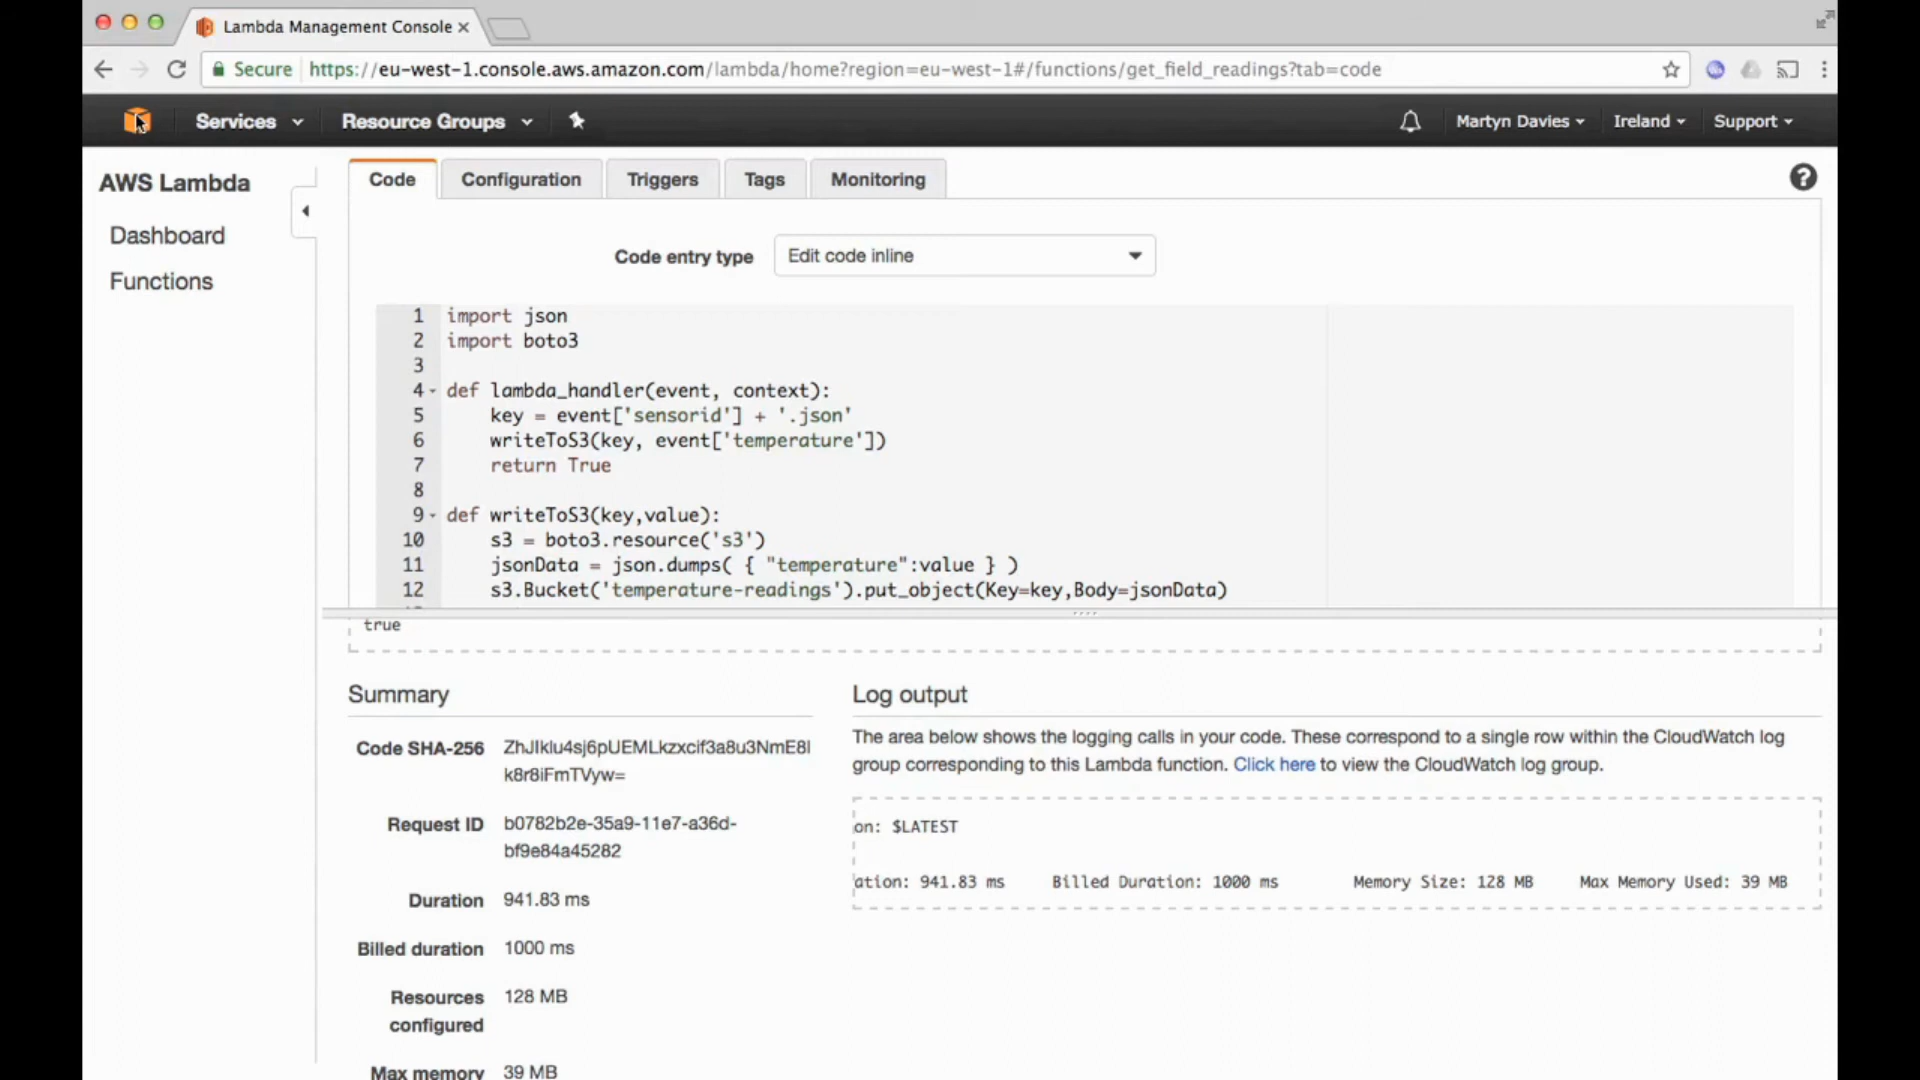 Lambda Management Console
Secure https://eu-west-1.console.aws.amazon.com/lambda/home?region=eu-west-1#/functions/get_field_readings?tab=code
Services Resource Groups Martyn Davies Ireland Support
AWS Lambda
Dashboard
Functions
Code Configuration Triggers Tags Monitoring
Code entry type Edit code inline
1 import json
2 import boto3
3
4 def lambda_handler(event, context):
5 key = event['sensorid'] + '.json'
6 writeToS3(key, event['temperature'])
7 return True
8
9 def writeToS3(key,value):
10 s3 = boto3.resource('s3')
11 jsonData = json.dumps( { "temperature":value } )
12 s3.Bucket('temperature-readings').put_object(Key=key,Body=jsonData)
true
Summary
Code SHA-256 ZhJIklu4sj6pUEMLkzxcif3a8u3NmE8l
k8r8iFmTVyw=
Request ID b0782b2e-35a9-11e7-a36d-
bf9e84a45282
Duration 941.83 ms
Billed duration 1000 ms
Resources 128 MB
configured
Max memory 39 MB
Log output
The area below shows the logging calls in your code. These correspond to a single row within the CloudWatch log
group corresponding to this Lambda function. Click here to view the CloudWatch log group.
on: $LATEST
ation: 941.83 ms Billed Duration: 1000 ms Memory Size: 128 MB Max Memory Used: 39 MB